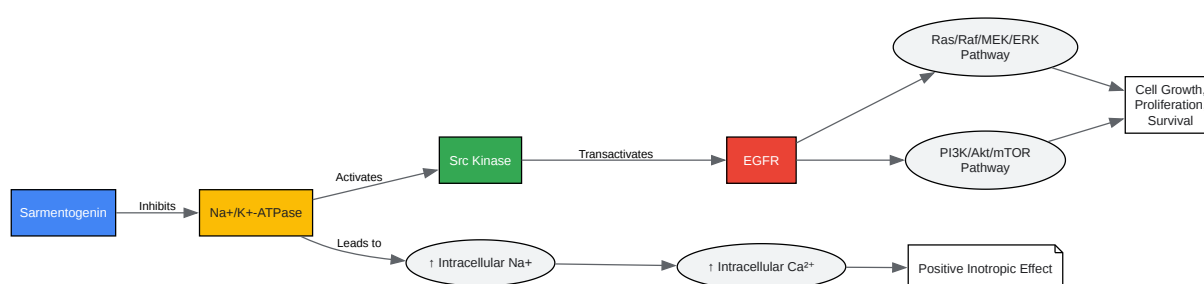 Ras/Raf/MEK/ERK
Pathway
Cell Growth,
Proliferation,
Survival
Src Kinase
Transactivates
EGFR
PI3K/Akt/mTOR
Pathway
Activates
Sarmentogenin
Inhibits
Na+/K+-ATPase
Leads to
↑ Intracellular Na+
↑ Intracellular Ca²⁺
Positive Inotropic Effect